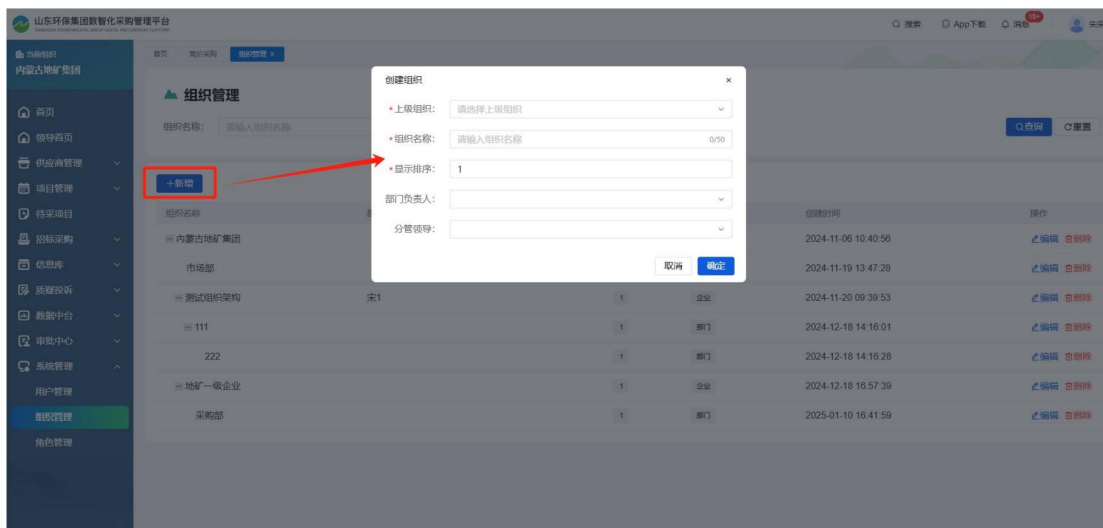 山东环保集团数智化采购管理平台
搜索 App下载 消息 10+
当前组织
内蒙古地矿集团
首页 竞价采购 组织管理 ×
首页
领导首页
供应商管理
项目管理
待采项目
招标采购
信息库
质疑投诉
数据中台
审批中心
系统管理
用户管理
组织管理
角色管理
组织管理
组织名称: 请输入组织名称
查询 重置
+新增
创建组织 ×
*上级组织: 请选择上级组织
*组织名称: 请输入组织名称 0/50
*显示排序: 1
部门负责人:
分管领导:
取消 确定
组织名称 创建时间 操作
内蒙古地矿集团 2024-11-06 10:40:56 编辑 删除
市场部 2024-11-19 13:47:28 编辑 删除
测试组织架构 宋1 1 企业 2024-11-20 09:39:53 编辑 删除
111 1 部门 2024-12-18 14:16:01 编辑 删除
222 1 部门 2024-12-18 14:16:28 编辑 删除
地矿一级企业 1 企业 2024-12-18 16:57:39 编辑 删除
采购部 1 部门 2025-01-10 16:41:59 编辑 删除